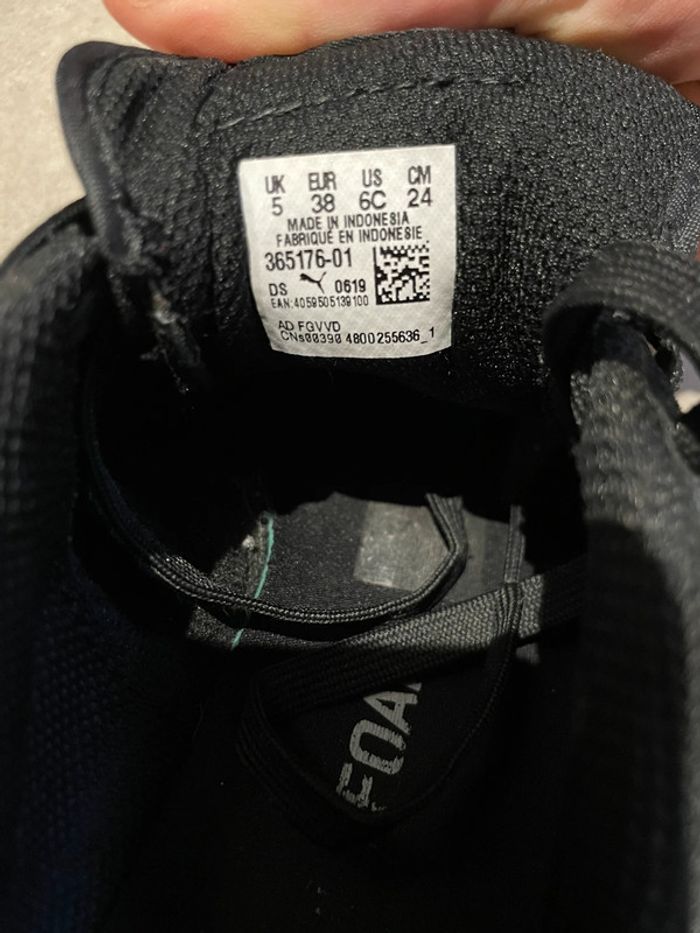 UK EUR US CM
5 38 6C 24
MADE IN INDONESIA
FABRIQUÉ EN INDONESIE
365176-01
DS 0619
EAN:4059505139100
AD FGVVD
CNs00390 4800255636_1
FOA